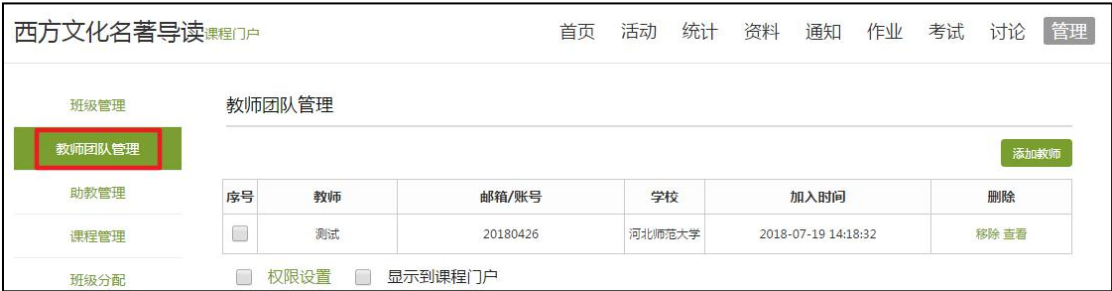 西方文化名著导读 课程门户 首页 活动 统计 资料 通知 作业 考试 讨论 管理
班级管理
教师团队管理
助教管理
课程管理
班级分配
教师团队管理
添加教师
序号 教师 邮箱/账号 学校 加入时间 删除
测试 20180426 河北师范大学 2018-07-19 14:18:32 移除 查看
权限设置 显示到课程门户